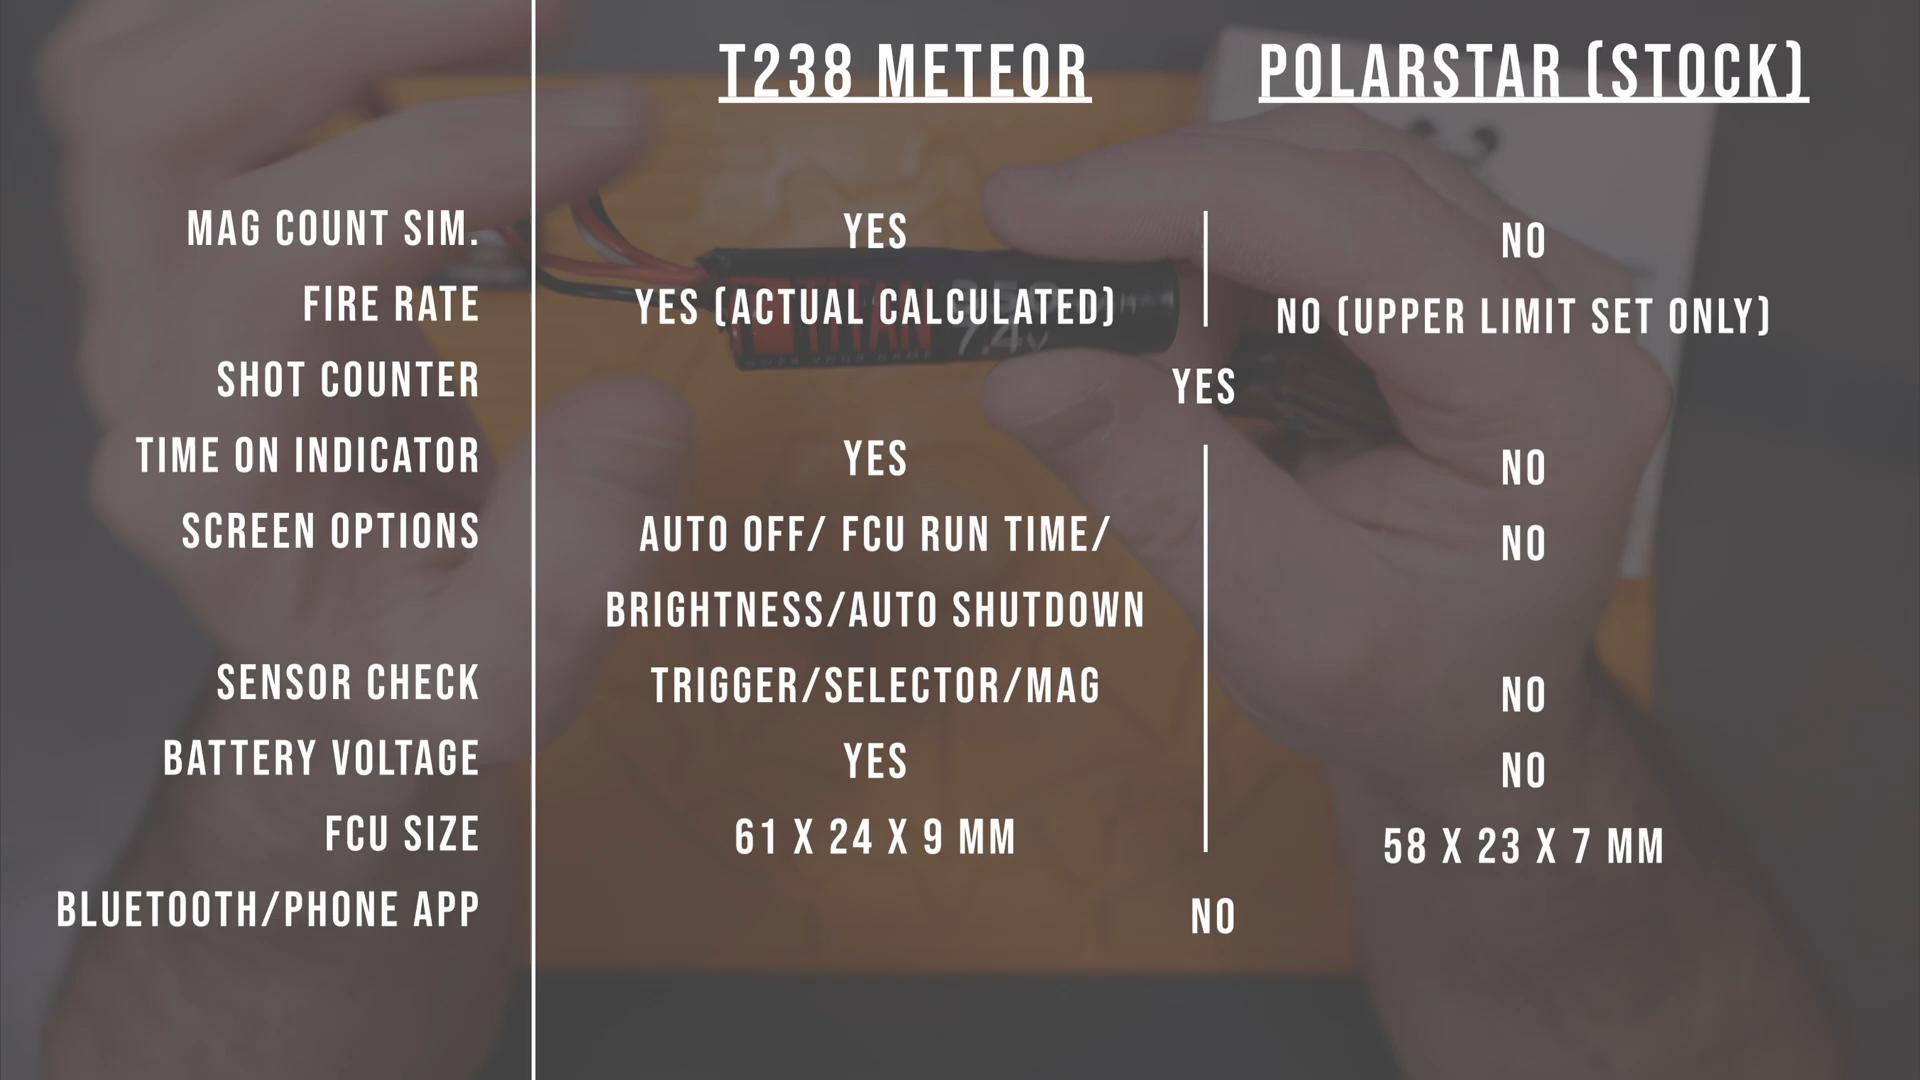 T238 METEOR POLARSTAR (STOCK)
MAG COUNT SIM. YES NO
FIRE RATE YES (ACTUAL CALCULATED) NO (UPPER LIMIT SET ONLY)
SHOT COUNTER YES
TIME ON INDICATOR YES NO
SCREEN OPTIONS AUTO OFF/ FCU RUN TIME/ NO
BRIGHTNESS/AUTO SHUTDOWN
SENSOR CHECK TRIGGER/SELECTOR/MAG NO
BATTERY VOLTAGE YES NO
FCU SIZE 61 X 24 X 9 MM 58 X 23 X 7 MM
BLUETOOTH/PHONE APP NO
TITAN
7.4V